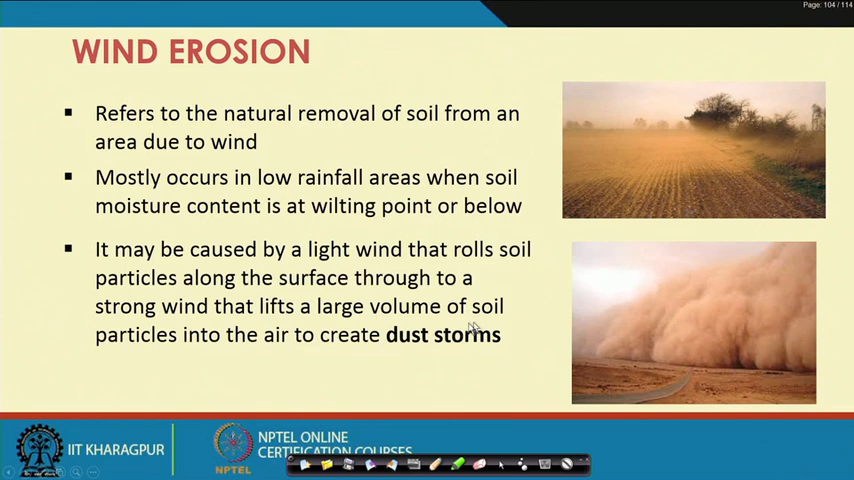 Page: 104 / 114
WIND EROSION
▪ Refers to the natural removal of soil from an
area due to wind
▪ Mostly occurs in low rainfall areas when soil
moisture content is at wilting point or below
▪ It may be caused by a light wind that rolls soil
particles along the surface through to a
strong wind that lifts a large volume of soil
particles into the air to create dust storms
IIT KHARAGPUR
NPTEL
NPTEL ONLINE
CERTIFICATION COURSES